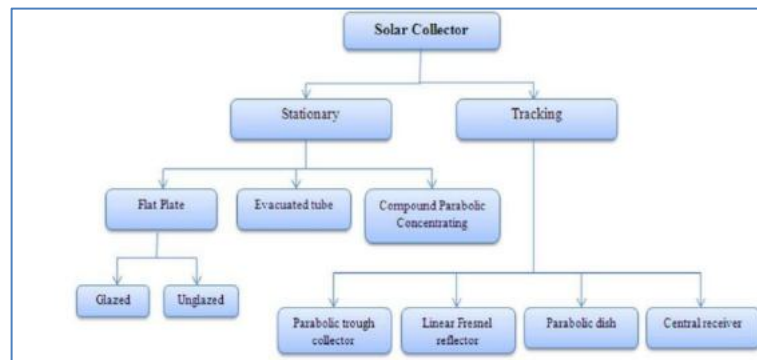 Solar Collector
Stationary
Tracking
Flat Plate
Evacuated tube
Compound Parabolic
Concentrating
Glazed
Unglazed
Parabolic trough
collector
Linear Fresnel
reflector
Parabolic dish
Central receiver